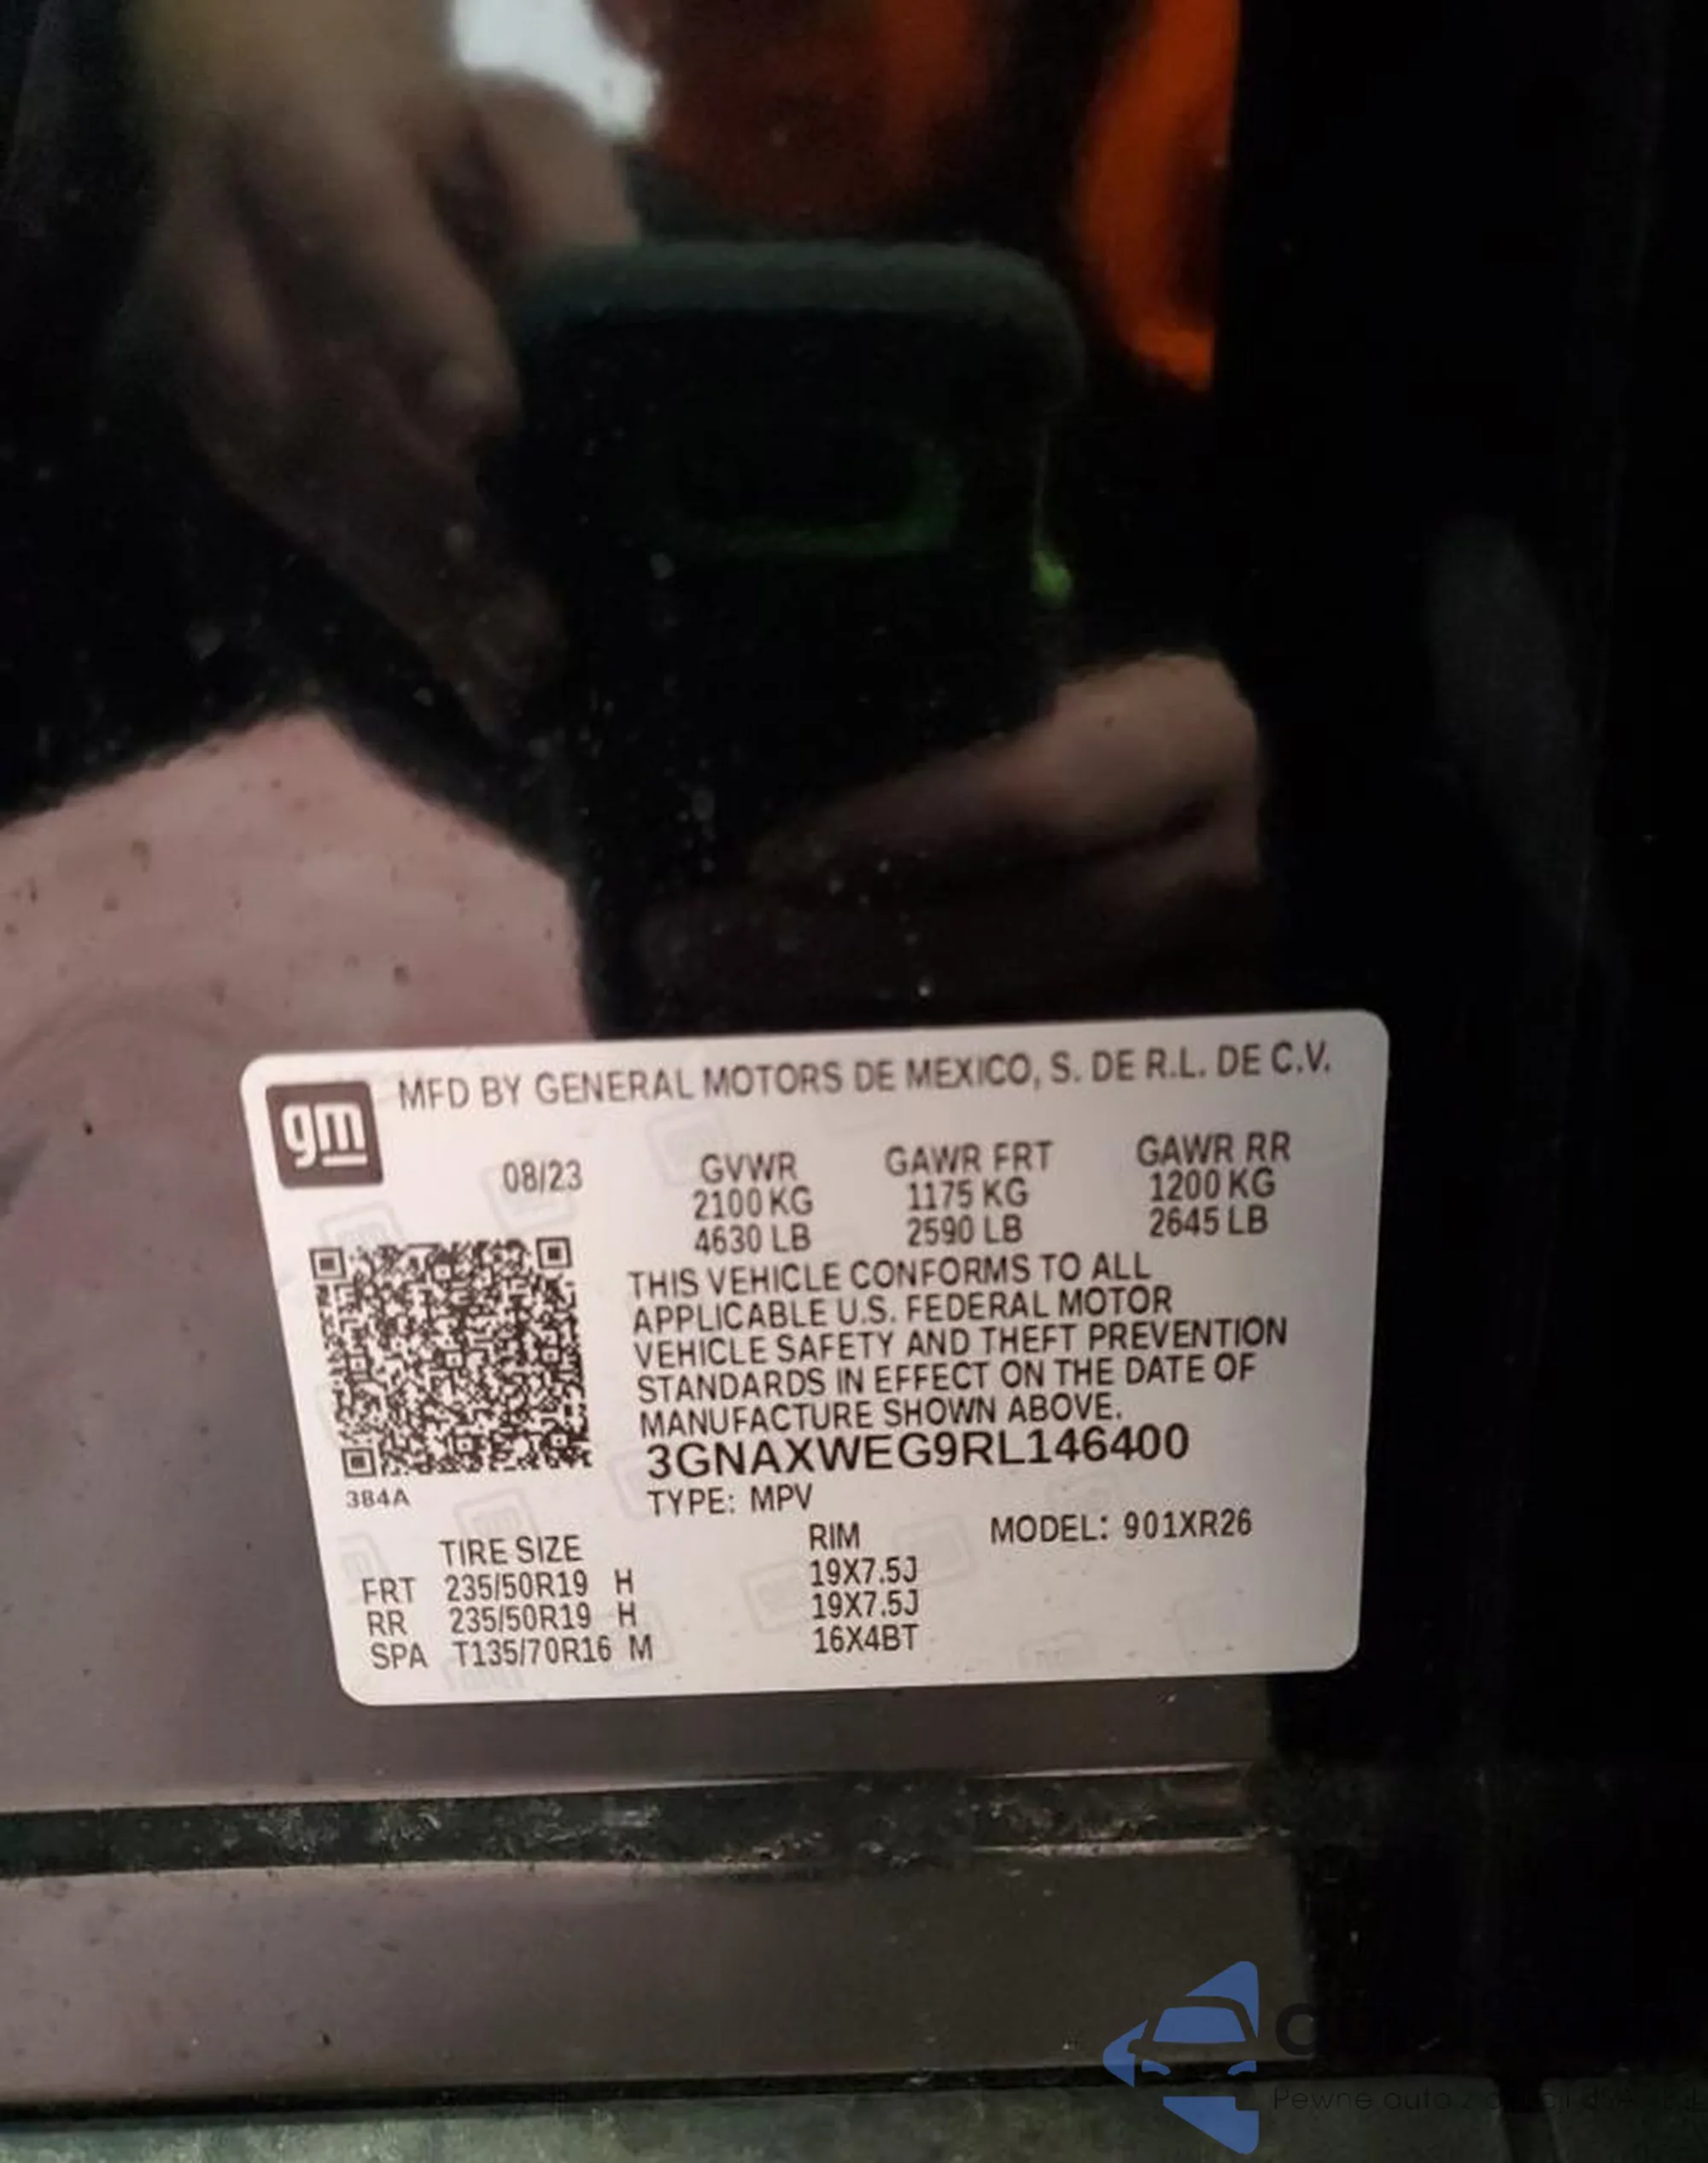 gm
MFD BY GENERAL MOTORS DE MEXICO, S. DE R.L. DE C.V.
08/23 GVWR GAWR FRT GAWR RR
2100 KG 1175 KG 1200 KG
4630 LB 2590 LB 2645 LB
THIS VEHICLE CONFORMS TO ALL
APPLICABLE U.S. FEDERAL MOTOR
VEHICLE SAFETY AND THEFT PREVENTION
STANDARDS IN EFFECT ON THE DATE OF
MANUFACTURE SHOWN ABOVE.
3GNAXWEG9RL146400
384A
TYPE: MPV
TIRE SIZE RIM MODEL: 901XR26
FRT 235/50R19 H 19X7.5J
RR 235/50R19 H 19X7.5J
SPA T135/70R16 M 16X4BT
Pewne auto z